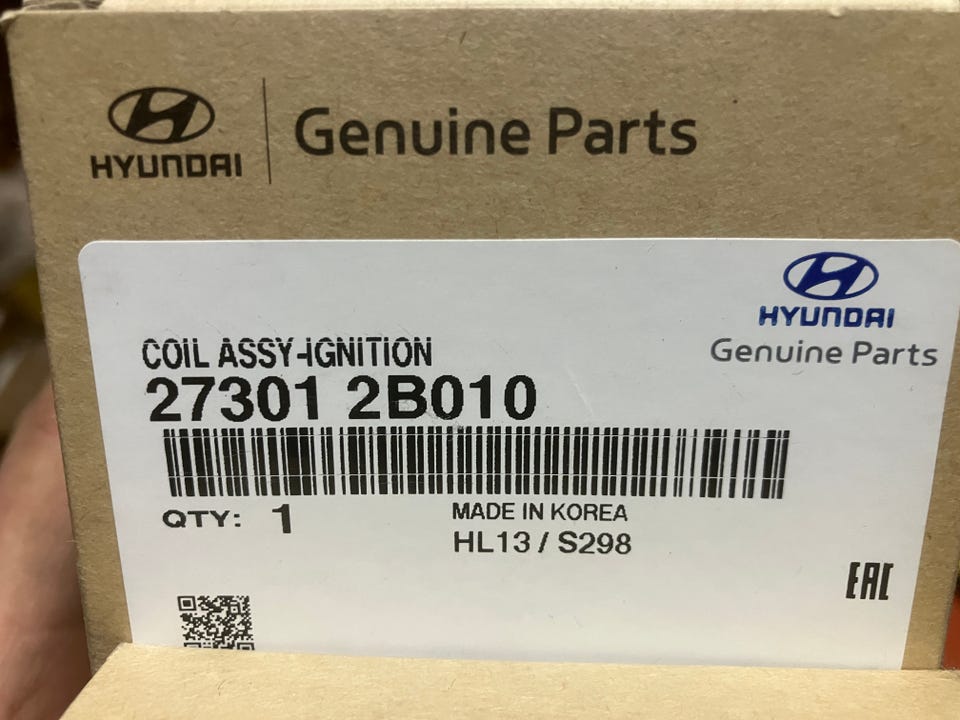 HYUNDAI
Genuine Parts
HYUNDAI
Genuine Parts
COIL ASSY-IGNITION
27301 2B010
QTY: 1
MADE IN KOREA
HL13 / S298
EAC